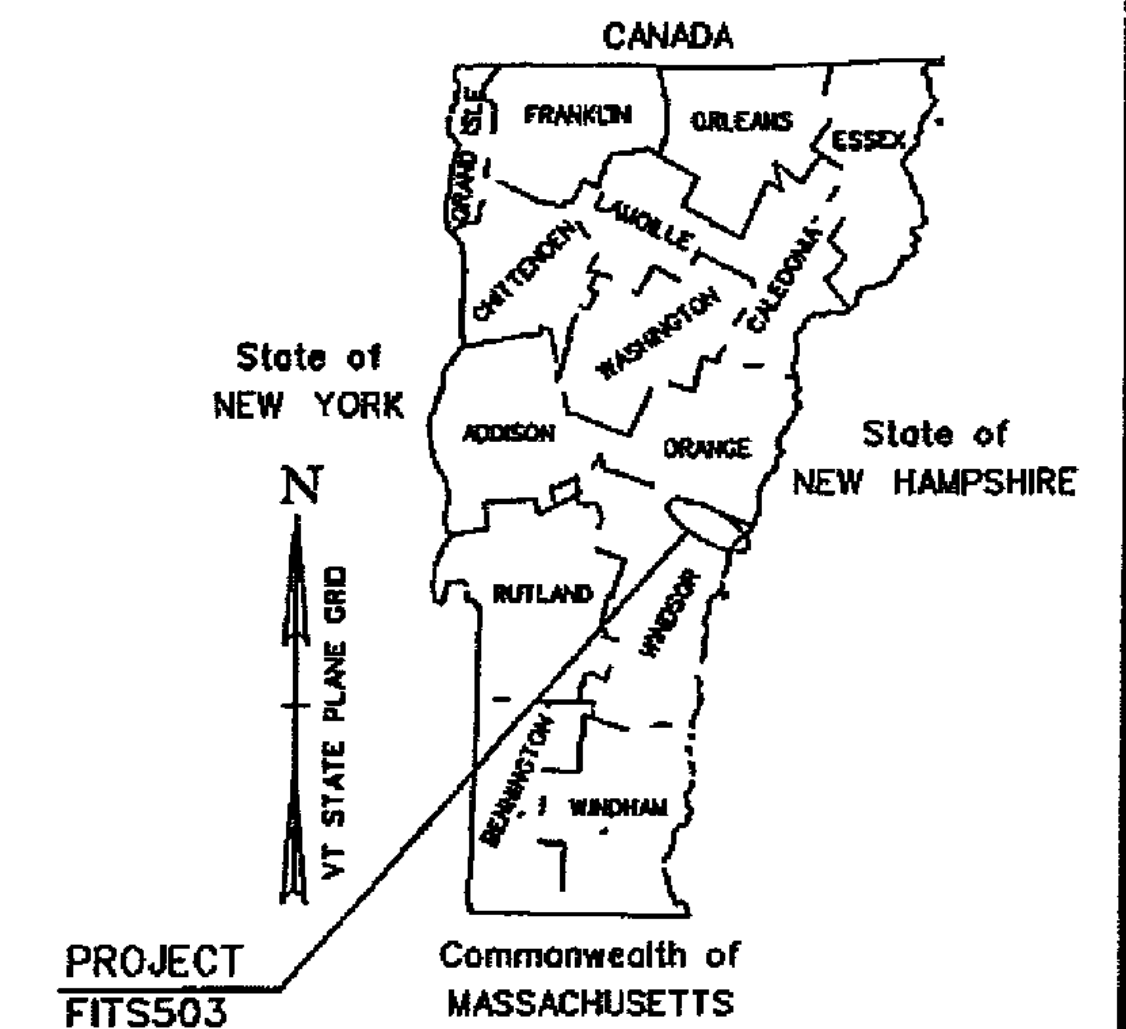 CANADA
GRAND ISLE
FRANKLIN
ORLEANS
ESSEX
LAMOILLE
CHITTENDEN
CALEDONIA
WASHINGTON
State of
NEW YORK
ADDISON
ORANGE
State of
NEW HAMPSHIRE
N
VT STATE PLANE GRID
RUTLAND
WINDSOR
BENNINGTON
WINDHAM
PROJECT
FITS503
Commonwealth of
MASSACHUSETTS